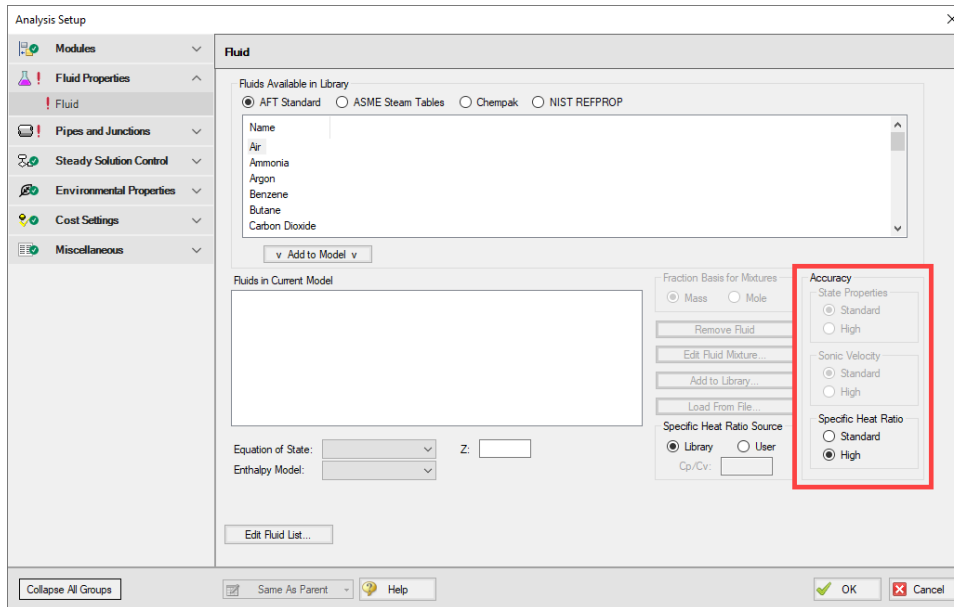 Analysis Setup
Modules
Fluid Properties
Fluid
Pipes and Junctions
Steady Solution Control
Environmental Properties
Cost Settings
Miscellaneous
Collapse All Groups
Fluid
Fluids Available in Library
AFT Standard ASME Steam Tables Chempak NIST REFPROP
Name
Air
Ammonia
Argon
Benzene
Butane
Carbon Dioxide
v Add to Model v
Fluids in Current Model
Equation of State: Z:
Enthalpy Model:
Edit Fluid List...
Fraction Basis for Mixtures
Mass Mole
Remove Fluid
Edit Fluid Mixture...
Add to Library...
Load From File...
Specific Heat Ratio Source
Library User
Cp/Cv:
Accuracy
State Properties
Standard
High
Sonic Velocity
Standard
High
Specific Heat Ratio
Standard
High
Same As Parent Help
OK Cancel